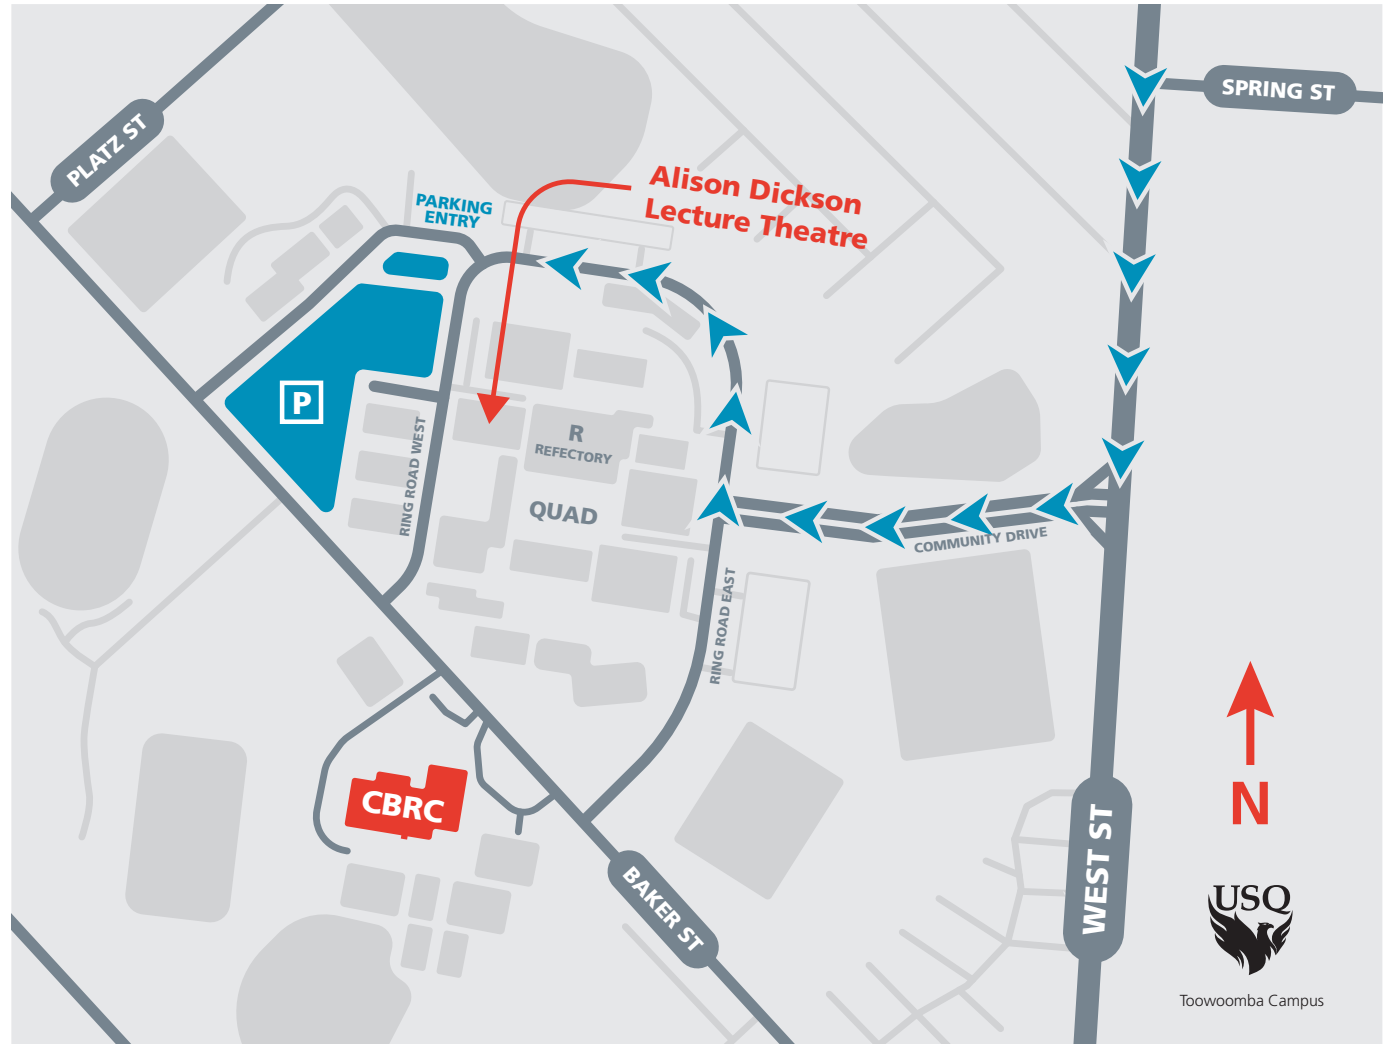 SPRING ST
PLATZ ST
Alison Dickson
Lecture Theatre
PARKING
ENTRY
P
R
REFECTORY
RING ROAD WEST
QUAD
COMMUNITY DRIVE
RING ROAD EAST
CBRC
N
WEST ST
BAKER ST
USQ
Toowoomba Campus